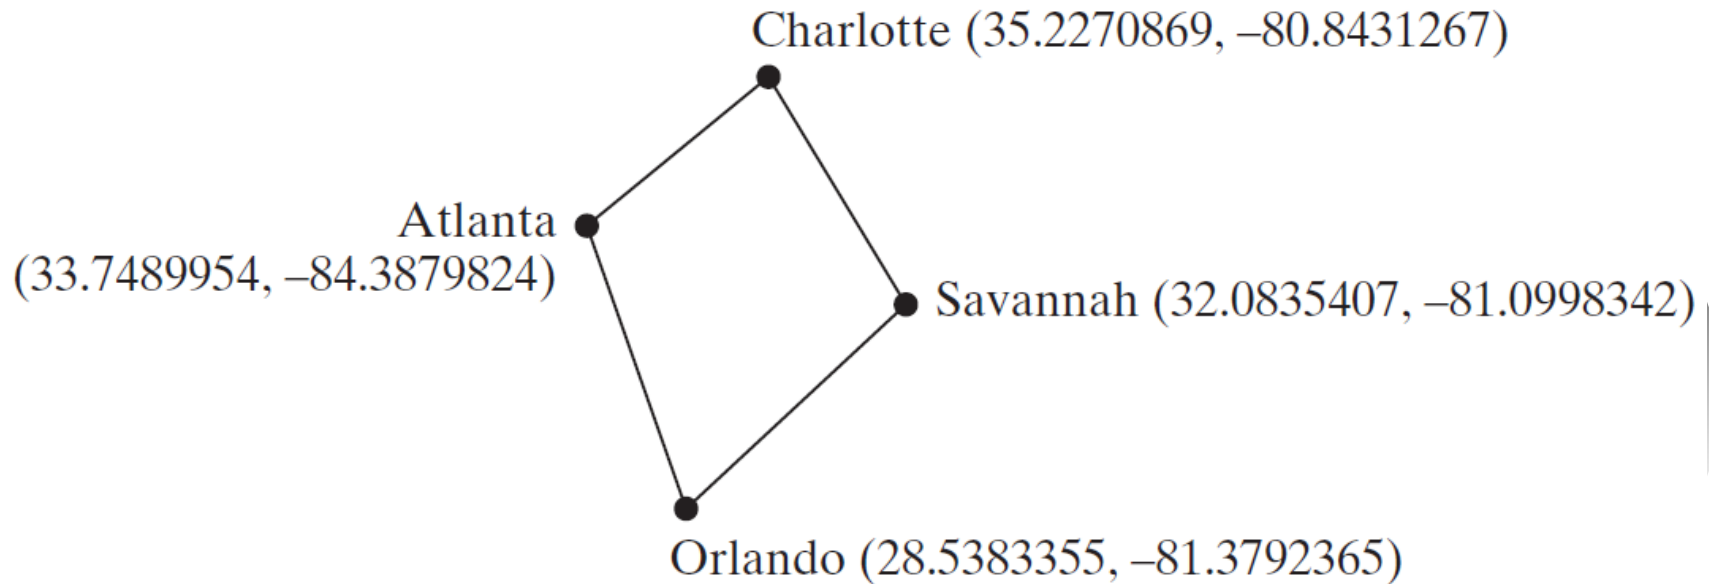 Charlotte (35.2270869, –80.8431267)
Atlanta
(33.7489954, –84.3879824)
Savannah (32.0835407, –81.0998342)
Orlando (28.5383355, –81.3792365)